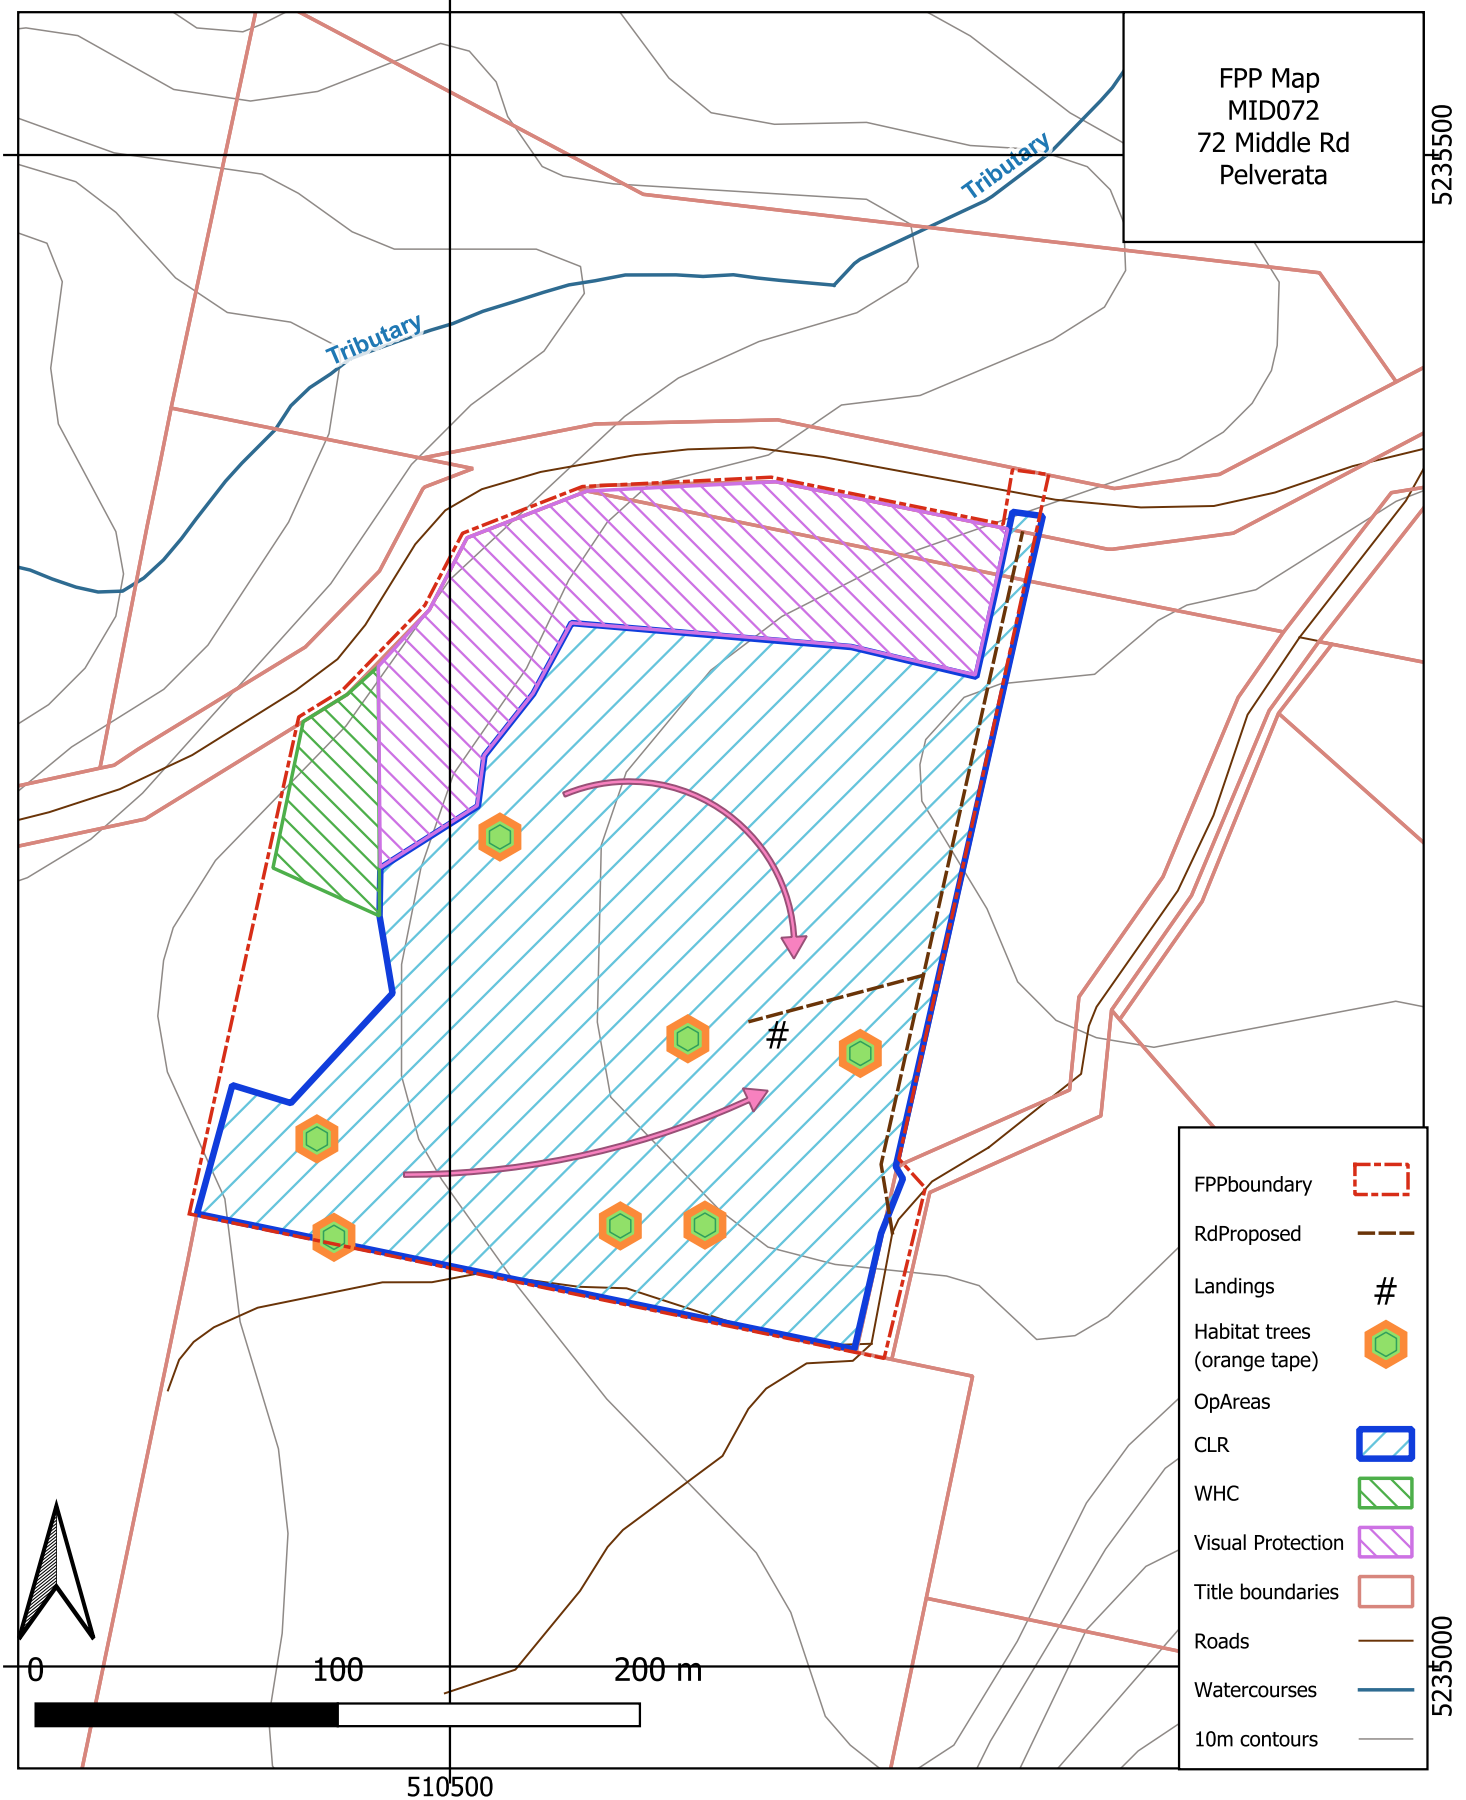 FPP Map
MID072
72 Middle Rd
Pelverata
5235500
Tributary
Tributary
#
FPPboundary
RdProposed
Landings #
Habitat trees
(orange tape)
OpAreas
CLR
WHC
Visual Protection
Title boundaries
Roads
Watercourses
10m contours
5235000
0 100 200 m
510500